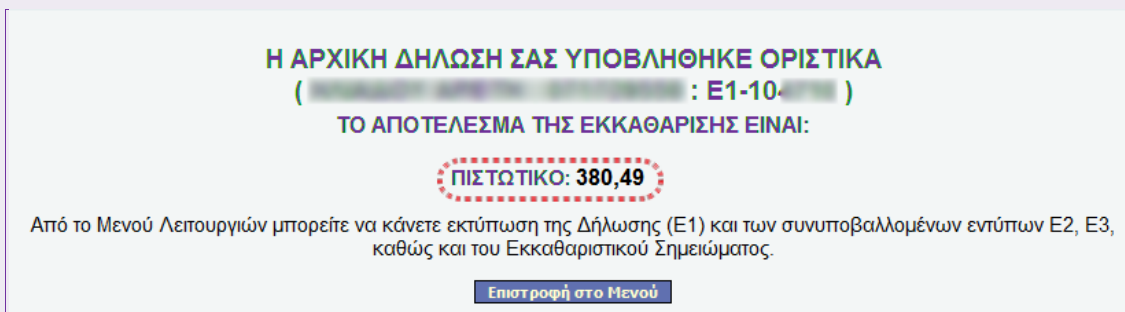 Η ΑΡΧΙΚΗ ΔΗΛΩΣΗ ΣΑΣ ΥΠΟΒΛΗΘΗΚΕ ΟΡΙΣΤΙΚΑ
( : Ε1-10 )
ΤΟ ΑΠΟΤΕΛΕΣΜΑ ΤΗΣ ΕΚΚΑΘΑΡΙΣΗΣ ΕΙΝΑΙ:
ΠΙΣΤΩΤΙΚΟ: 380,49
Από το Μενού Λειτουργιών μπορείτε να κάνετε εκτύπωση της Δήλωσης (Ε1) και των συνυποβαλλομένων εντύπων Ε2, Ε3,
καθώς και του Εκκαθαριστικού Σημειώματος.
Επιστροφή στο Μενού